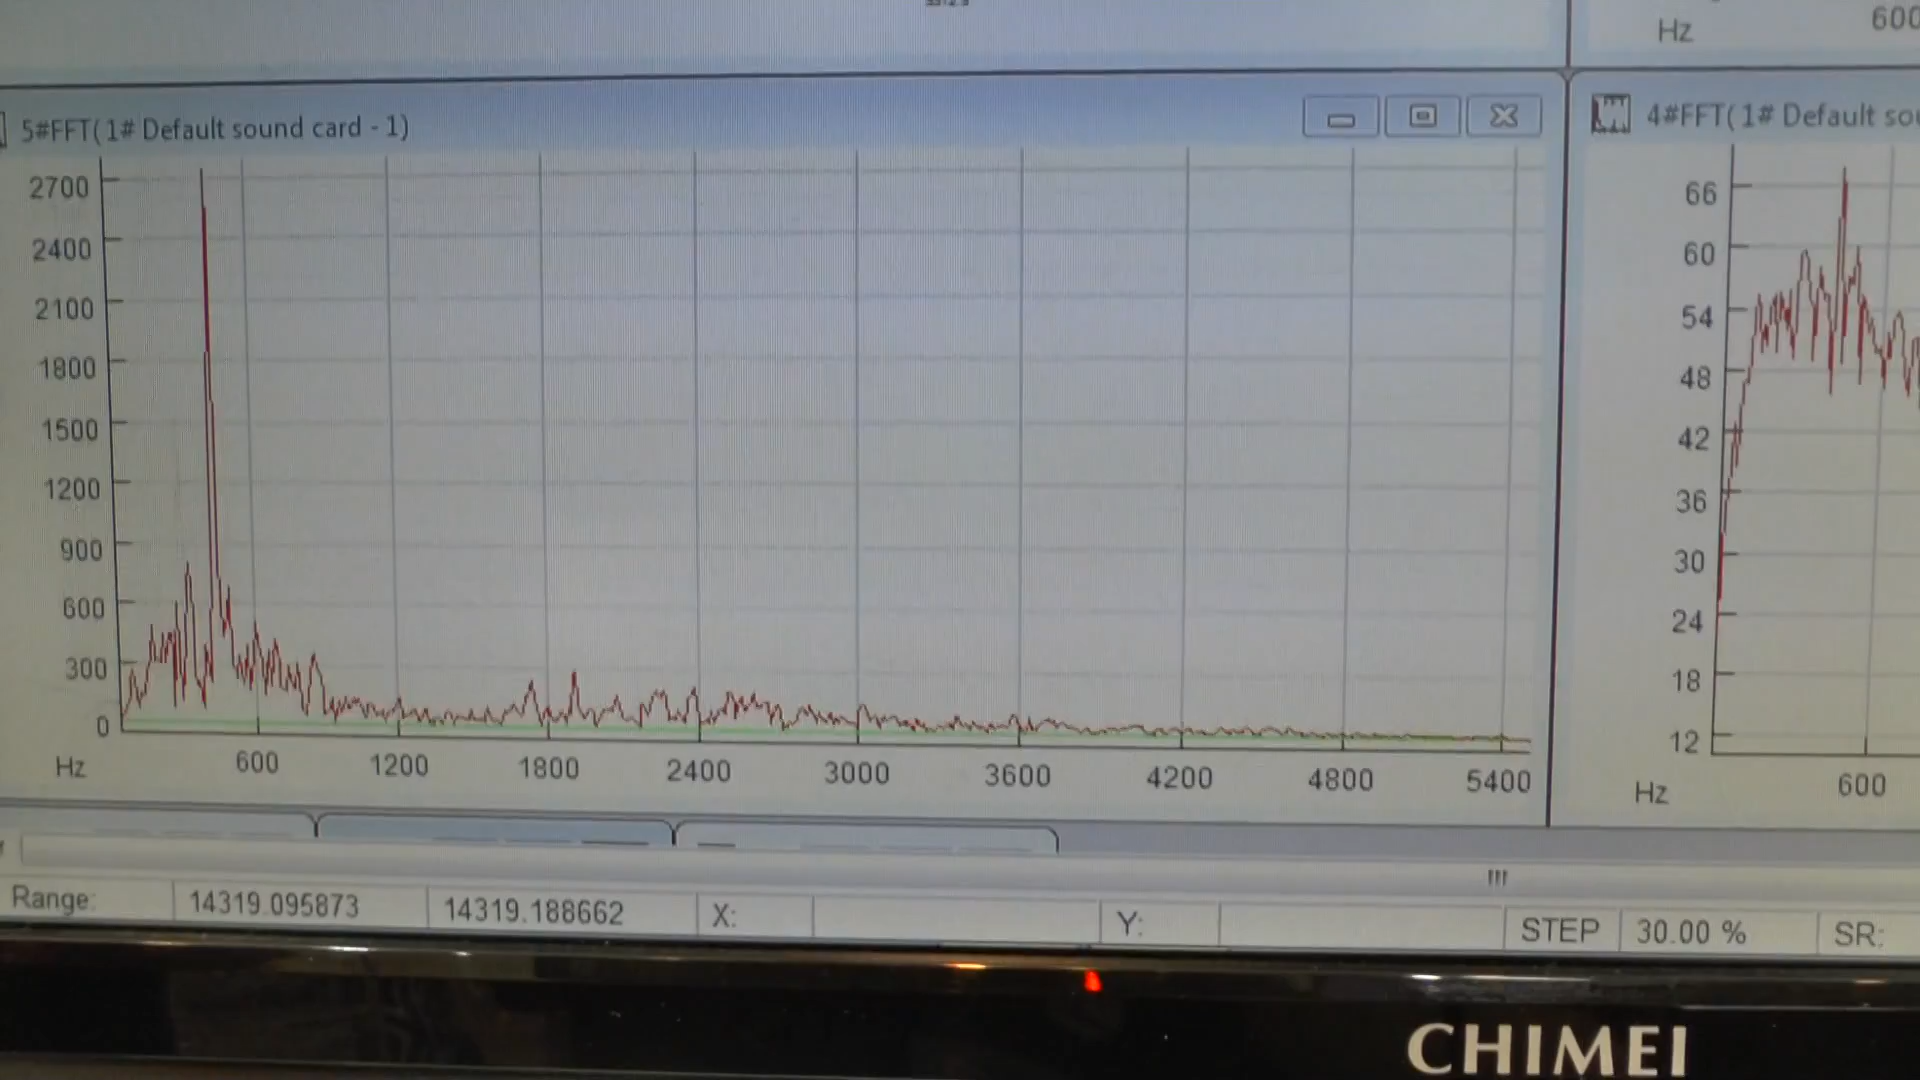 Hz 600
5#FFT(1# Default sound card - 1)
4#FFT(1# Default sou
2700
2400
2100
1800
1500
1200
900
600
300
0
Hz 600 1200 1800 2400 3000 3600 4200 4800 5400
66
60
54
48
42
36
30
24
18
12
Hz 600
Range: 14319.095873 14319.188662 X: Y: STEP 30.00 % SR:
CHIMEI